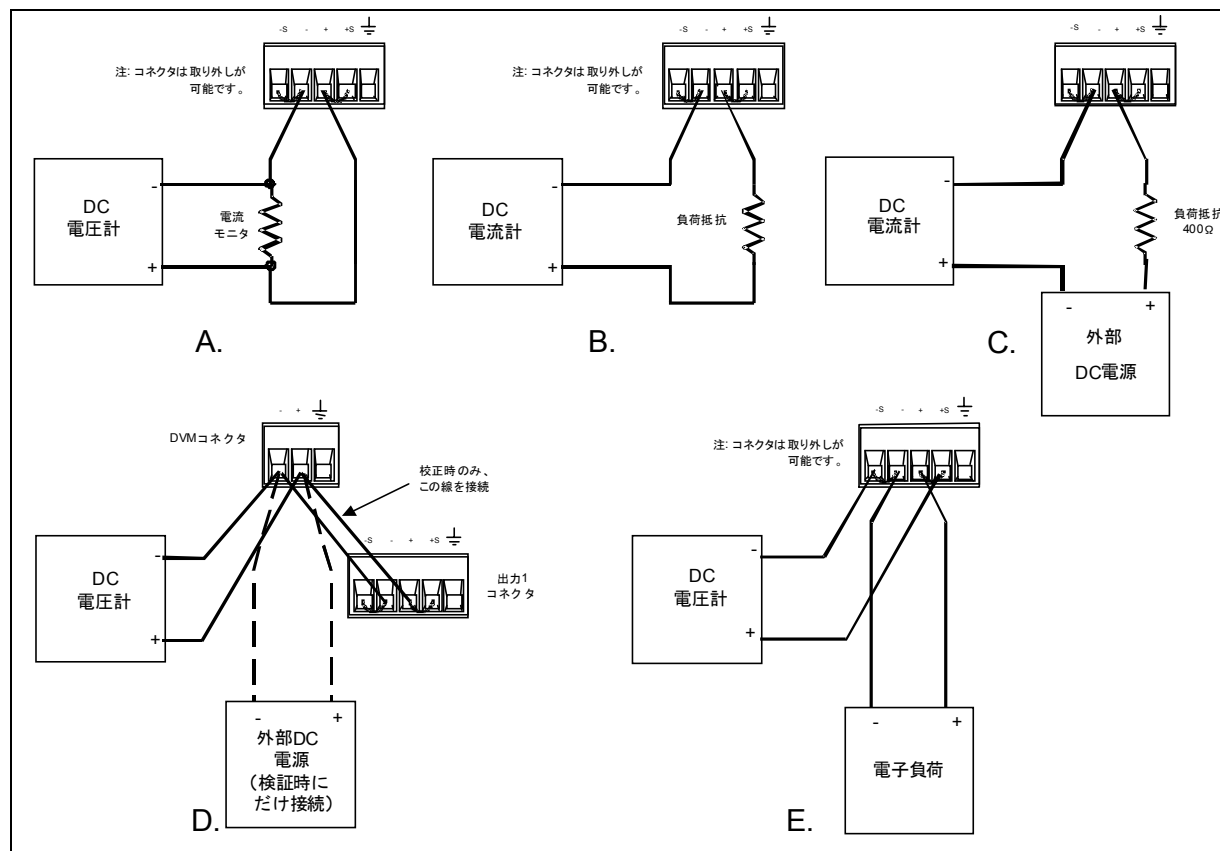 -S - + +S
注: コネクタは取り外しが
可能です。
DC
電圧計
-
+
電流
モニタ
A.
-S - + +S
注: コネクタは取り外しが
可能です。
DC
電流計
-
+
負荷抵抗
B.
-S - + +S
DC
電流計
-
+
負荷抵抗
400Ω
- +
外部
DC電源
C.
- +
DVMコネクタ
校正時のみ、
この線を接続
DC
電圧計
-
+
-S - + +S
出力1
コネクタ
- +
外部DC
電源
(検証時に
だけ接続)
D.
-S - + +S
注: コネクタは取り外しが
可能です。
DC
電圧計
-
+
- +
電子負荷
E.